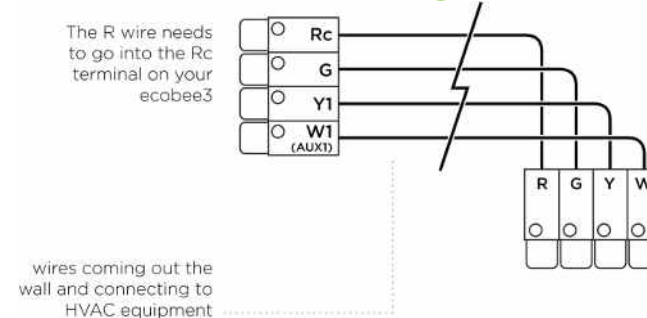 The R wire needs
to go into the Rc
terminal on your
ecobee3
Rc
G
Y1
W1
(AUX1)
R G Y W
wires coming out the
wall and connecting to
HVAC equipment